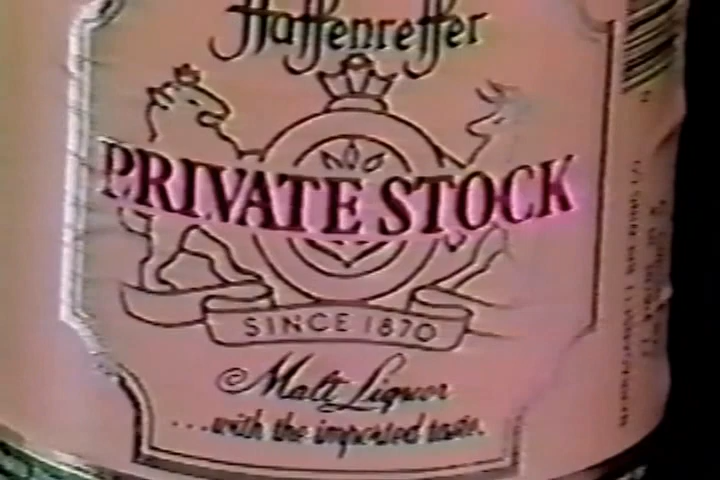 Haffenreffer
PRIVATE STOCK
SINCE 1870
Malt Liquor
...with the imported taste.